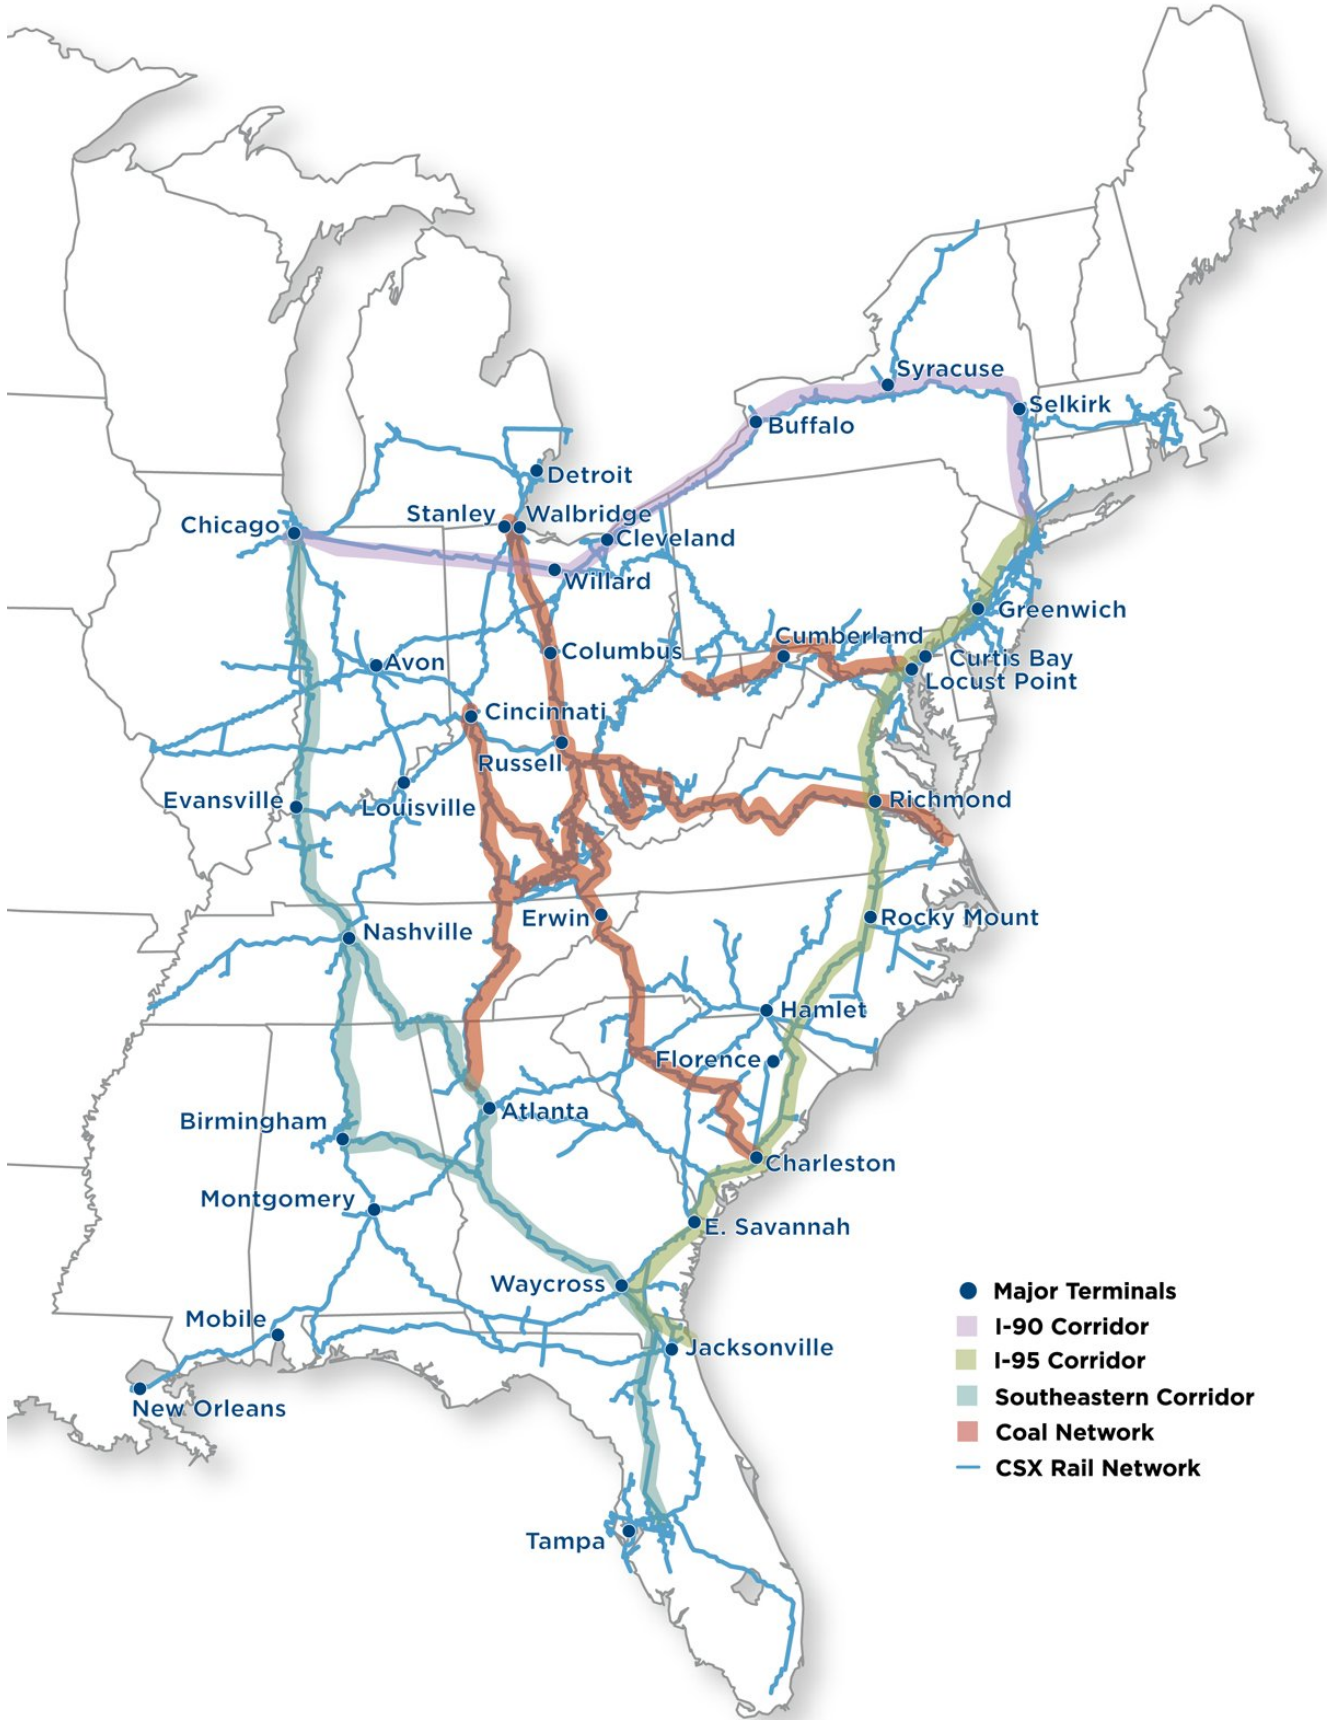 Syracuse
Selkirk
Buffalo
Detroit
Stanley
Walbridge
Chicago
Cleveland
Willard
Greenwich
Cumberland
Columbus
Avon
Curtis Bay
Locust Point
Cincinnati
Russell
Evansville
Louisville
Richmond
Erwin
Rocky Mount
Nashville
Hamlet
Florence
Atlanta
Birmingham
Charleston
Montgomery
E. Savannah
Waycross
Mobile
Jacksonville
New Orleans
Tampa
Major Terminals
I-90 Corridor
I-95 Corridor
Southeastern Corridor
Coal Network
CSX Rail Network